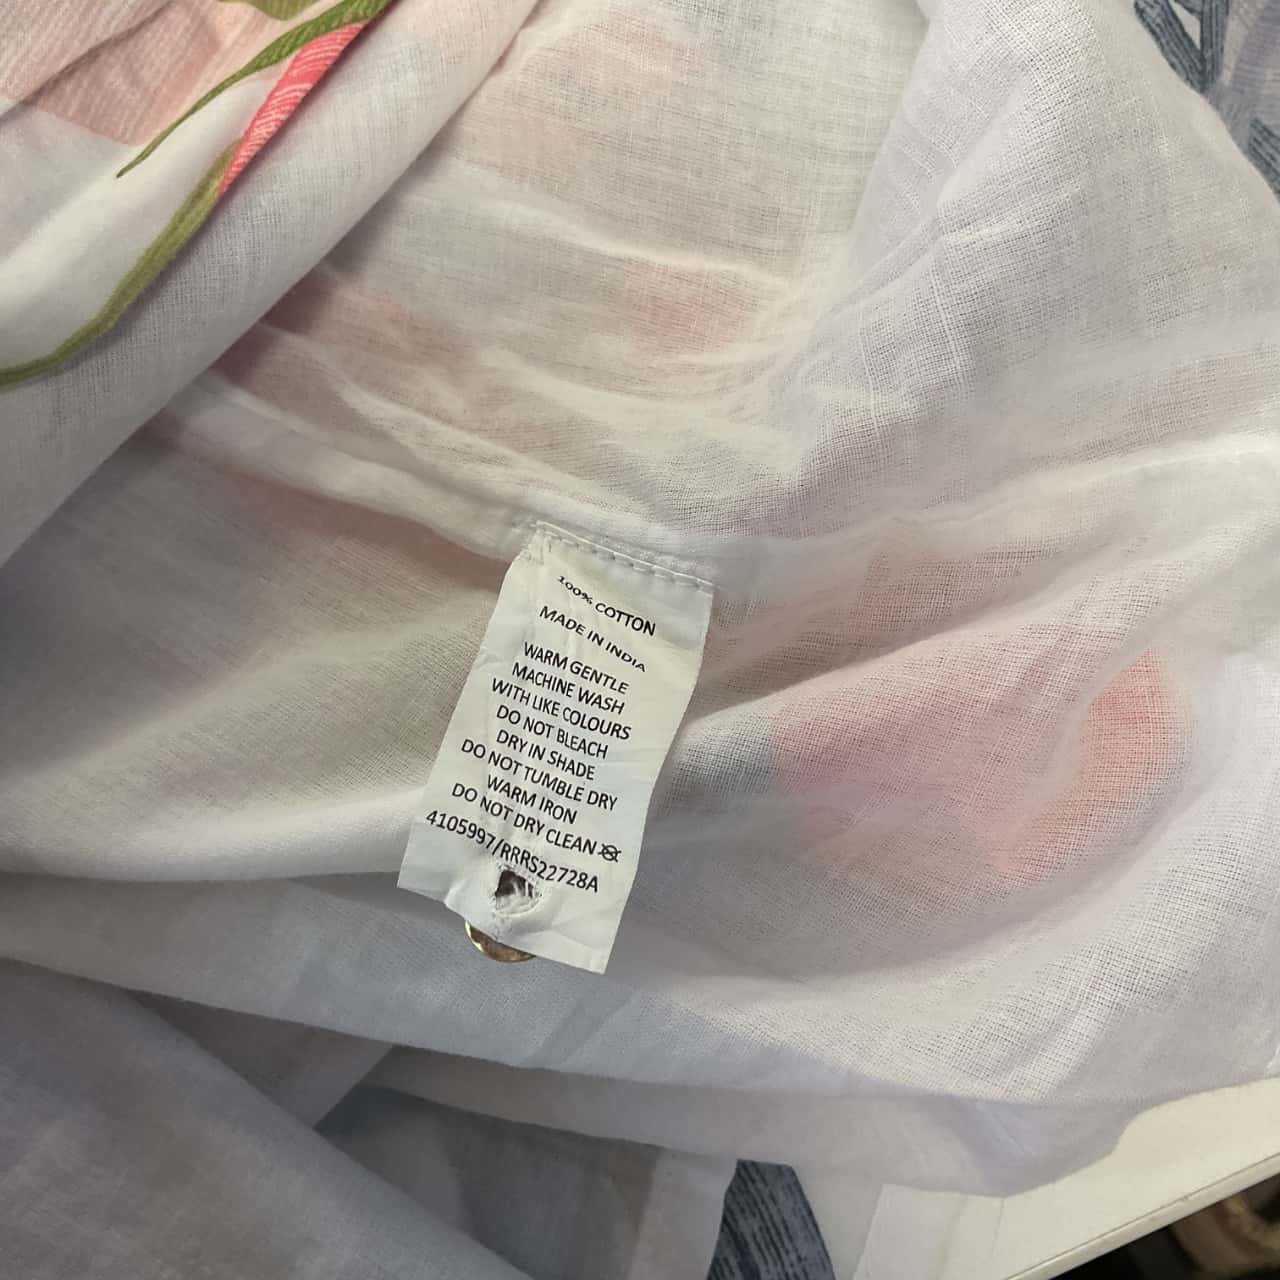 100% COTTON
MADE IN INDIA
WARM GENTLE
MACHINE WASH
WITH LIKE COLOURS
DO NOT BLEACH
DRY IN SHADE
DO NOT TUMBLE DRY
WARM IRON
DO NOT DRY CLEAN
4105997/RRRS22728A